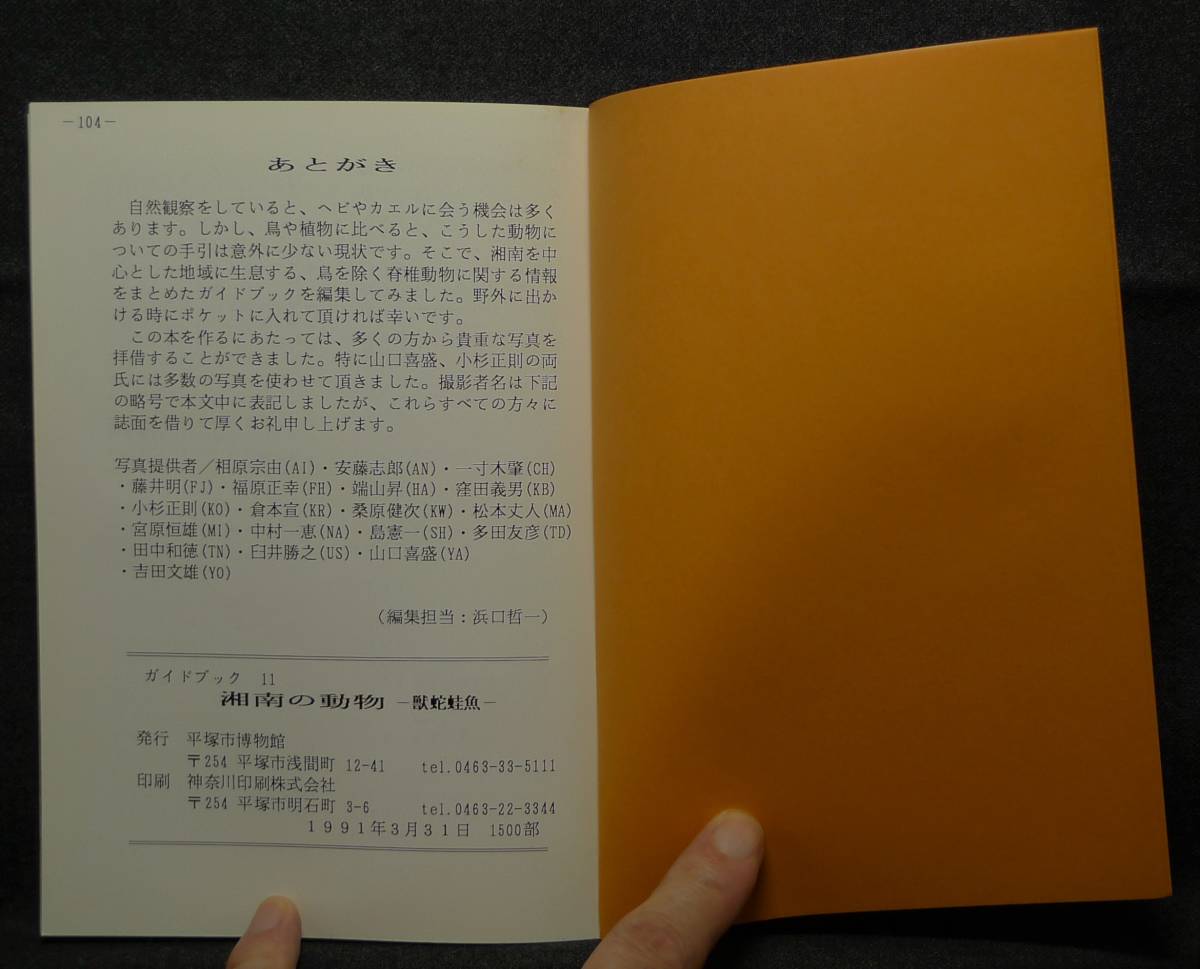 －104－
あとがき
自然観察をしていると、ヘビやカエルに会う機会は多く
あります。しかし、鳥や植物に比べると、こうした動物に
ついての手引は意外に少ない現状です。そこで、湘南を中
心とした地域に生息する、鳥を除く脊椎動物に関する情報
をまとめたガイドブックを編集してみました。野外に出か
ける時にポケットに入れて頂ければ幸いです。
この本を作るにあたっては、多くの方から貴重な写真を
拝借することができました。特に山口喜盛、小杉正則の両
氏には多数の写真を使わせて頂きました。撮影者名は下記
の略号で本文中に表記しましたが、これらすべての方々に
誌面を借りて厚くお礼申し上げます。
写真提供者／相原宗由(AI)・安藤志郎(AN)・一寸木肇(CH)
・藤井明(FJ)・福原正幸(FH)・端山昇(HA)・窪田義男(KB)
・小杉正則(KO)・倉本宣(KR)・桑原健次(KW)・松本丈人(MA)
・宮原恒雄(MI)・中村一恵(NA)・島憲一(SH)・多田友彦(TD)
・田中和徳(TN)・臼井勝之(US)・山口喜盛(YA)
・吉田文雄(YO)
（編集担当：浜口哲一）
ガイドブック 11
湘南の動物 －獣蛇蛙魚－
発行 平塚市博物館
〒254 平塚市浅間町 12-41 tel.0463-33-5111
印刷 神奈川印刷株式会社
〒254 平塚市明石町 3-6 tel.0463-22-3344
１９９１年３月３１日 1500部